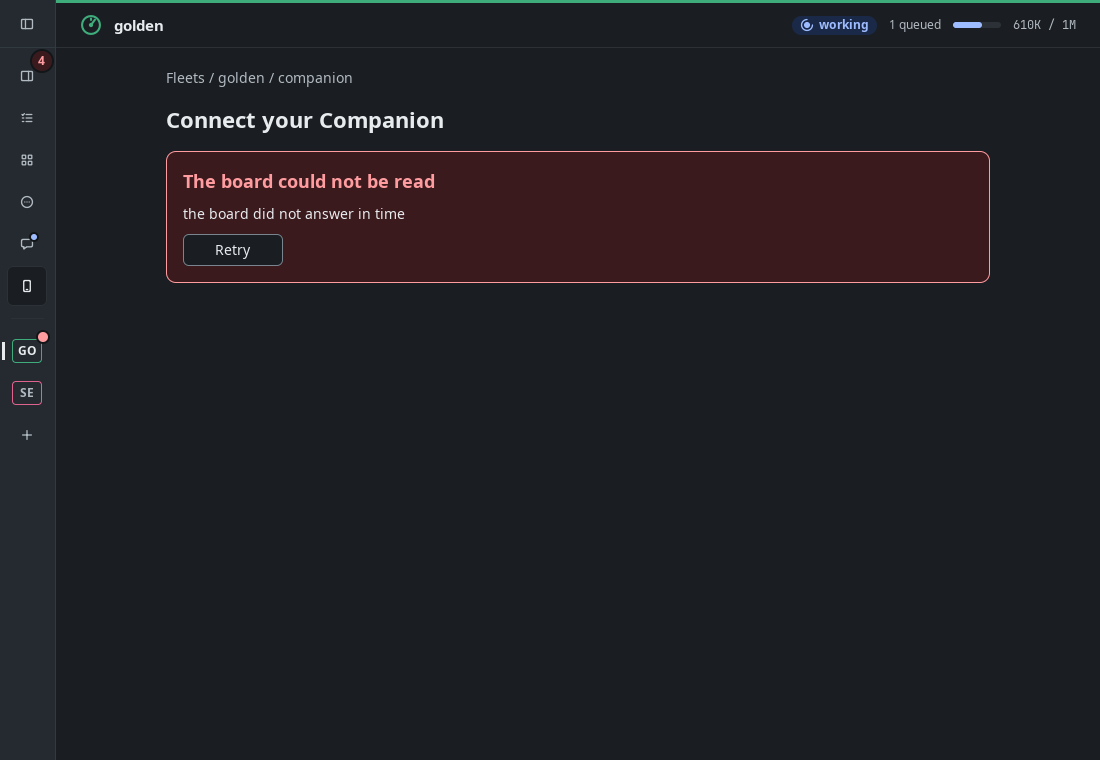 golden
working
1 queued
610K / 1M
4
Fleets / golden / companion
Connect your Companion
The board could not be read
the board did not answer in time
Retry
GO
SE